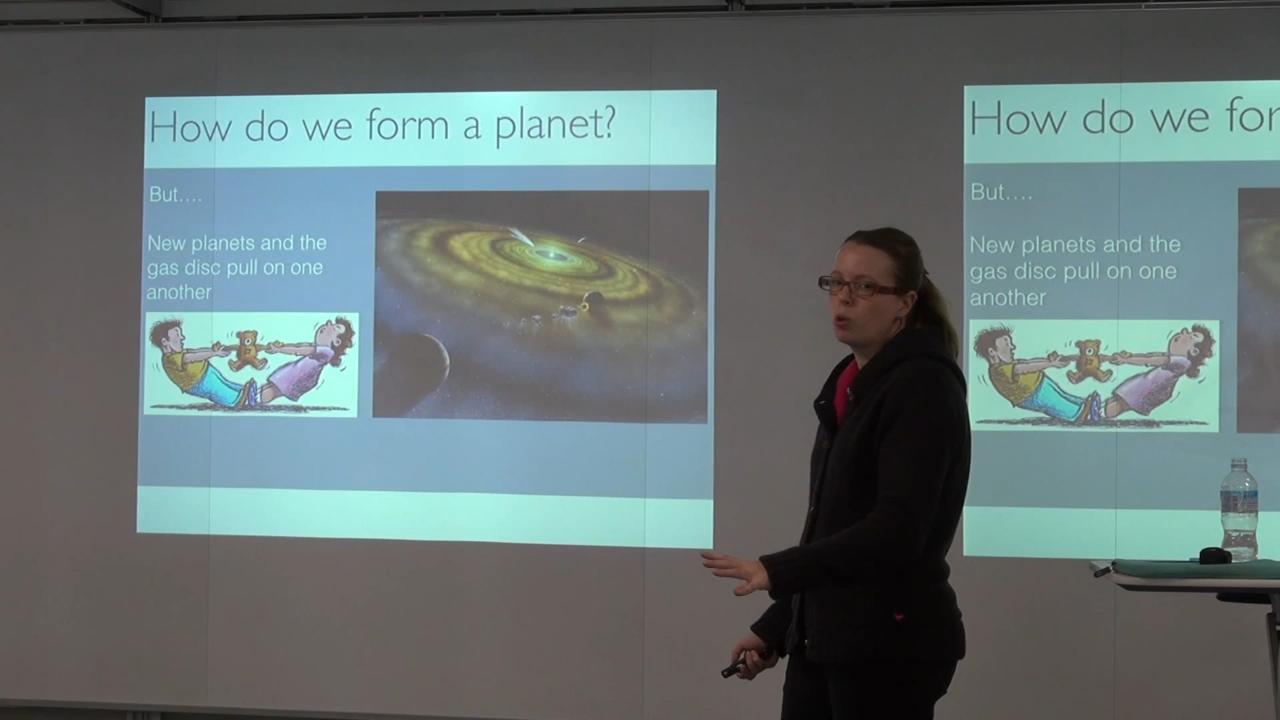 How do we form a planet?
But....
New planets and the
gas disc pull on one
another
How do we for
But....
New planets and the
gas disc pull on one
another